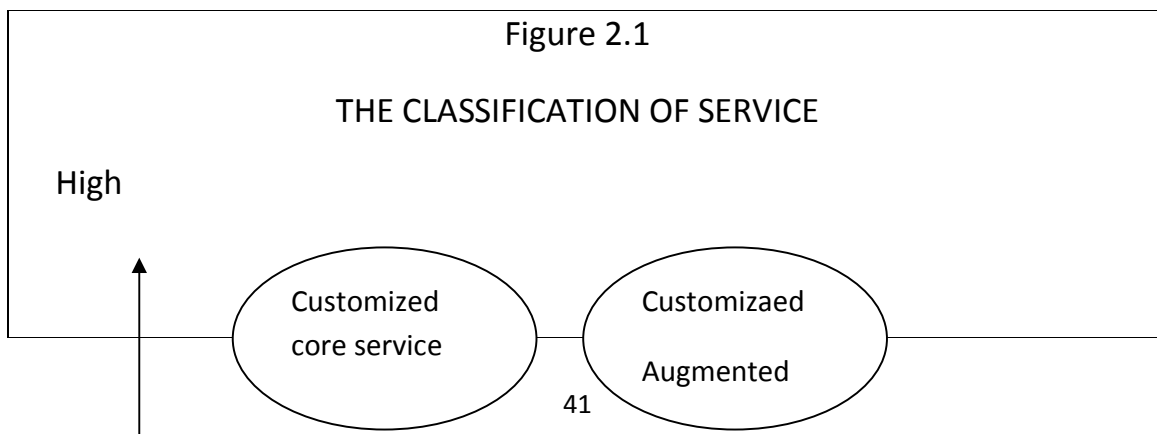 Figure 2.1
THE CLASSIFICATION OF SERVICE
High
Customized
core service
Customizaed
Augmented
41